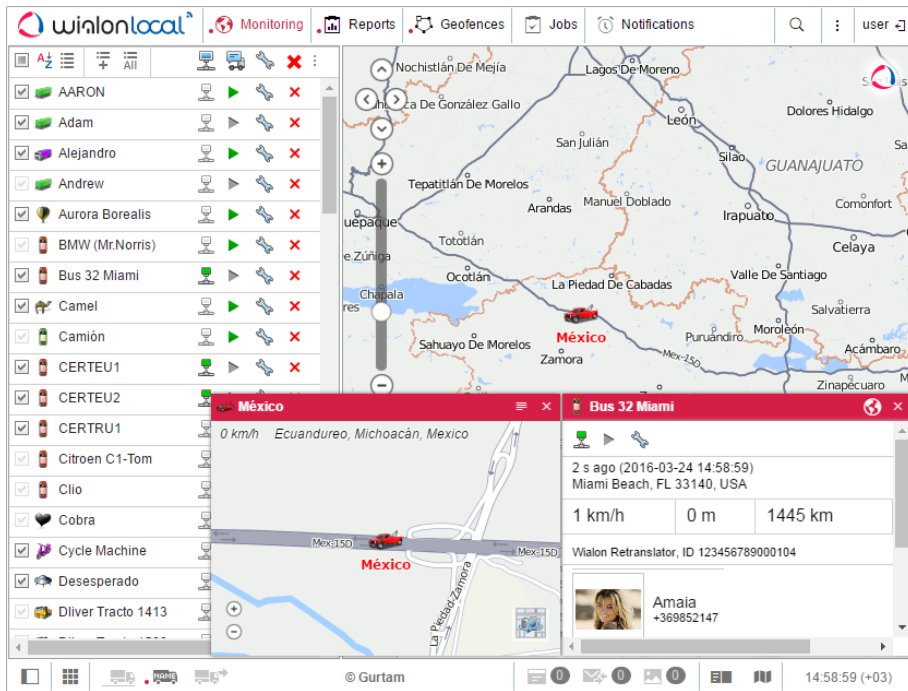 wialonlocal
Monitoring
Reports
Geofences
Jobs
Notifications
user
AZ
All
AARON
Adam
Alejandro
Andrew
Aurora Borealis
BMW (Mr.Norris)
Bus 32 Miami
Camel
Camión
CERTEU1
CERTEU2
CERTRU1
Citroen C1-Tom
Clio
Cobra
Cycle Machine
Desesperado
Dliver Tracto 1413
Nochistlán De Mejía
Lagos De Moreno
a De González Gallo
León
Dolores Hidalgo
San Julián
Silao
GUANAJUATO
Tepatitlán De Morelos
Arandas
Manuel Doblado
Irapuato
Comonfort
uepaque
Tototlán
Celaya
e Zúñiga
Ocotlán
La Piedad De Cabadas
Valle De Santiago
Chapala
Salvatierra
México
Sahuayo De Morelos
Zamora
Puruándiro
Moroleón
Acámbaro
Mex-15D
Zinapécuaro
México
0 km/h Ecuandureo, Michoacán, Mexico
Mex-15D
Mex-15D
México
La Piedad-Zamora
Bus 32 Miami
2 s ago (2016-03-24 14:58:59)
Miami Beach, FL 33140, USA
1 km/h
0 m
1445 km
Wialon Retranslator, ID 123456789000104
Amaia
+369852147
NAME
© Gurtam
0
0
0
14:58:59 (+03)